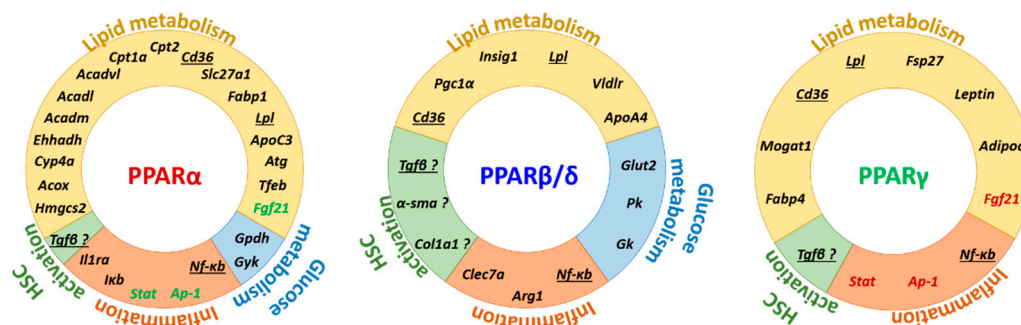 Lipid metabolism
Cpt2
Cpt1a
Cd36
Acadvl
Slc27a1
Acadl
Fabp1
Acadm
Lpl
Ehhadh
ApoC3
Cyp4a
Atg
Acox
Tfeb
Hmgcs2
Fgf21
PPARα
Tgfβ ?
HSC activation
Gpdh
Gyk
Glucose metabolism
Il1ra
Iκb
Stat
Ap-1
Nf-κb
Inflammation
Lipid metabolism
Insig1
Lpl
Pgc1α
Vldlr
Cd36
ApoA4
PPARβ/δ
Tgfβ ?
α-sma ?
Col1a1 ?
HSC activation
Glut2
Pk
Gk
Glucose metabolism
Clec7a
Arg1
Nf-κb
Inflammation
Lipid metabolism
Lpl
Fsp27
Cd36
Leptin
Mogat1
Fabp4
Fgf21
PPARγ
Tgfβ ?
HSC activation
Stat
Ap-1
Nf-κb
Inflammation